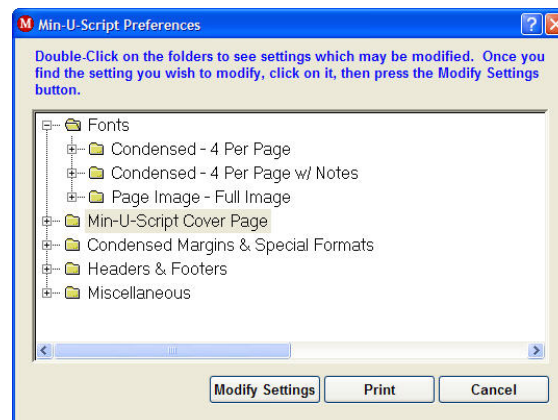 M Min-U-Script Preferences
Double-Click on the folders to see settings which may be modified. Once you
find the setting you wish to modify, click on it, then press the Modify Settings
button.
Fonts
Condensed - 4 Per Page
Condensed - 4 Per Page w/ Notes
Page Image - Full Image
Min-U-Script Cover Page
Condensed Margins & Special Formats
Headers & Footers
Miscellaneous
Modify Settings Print Cancel